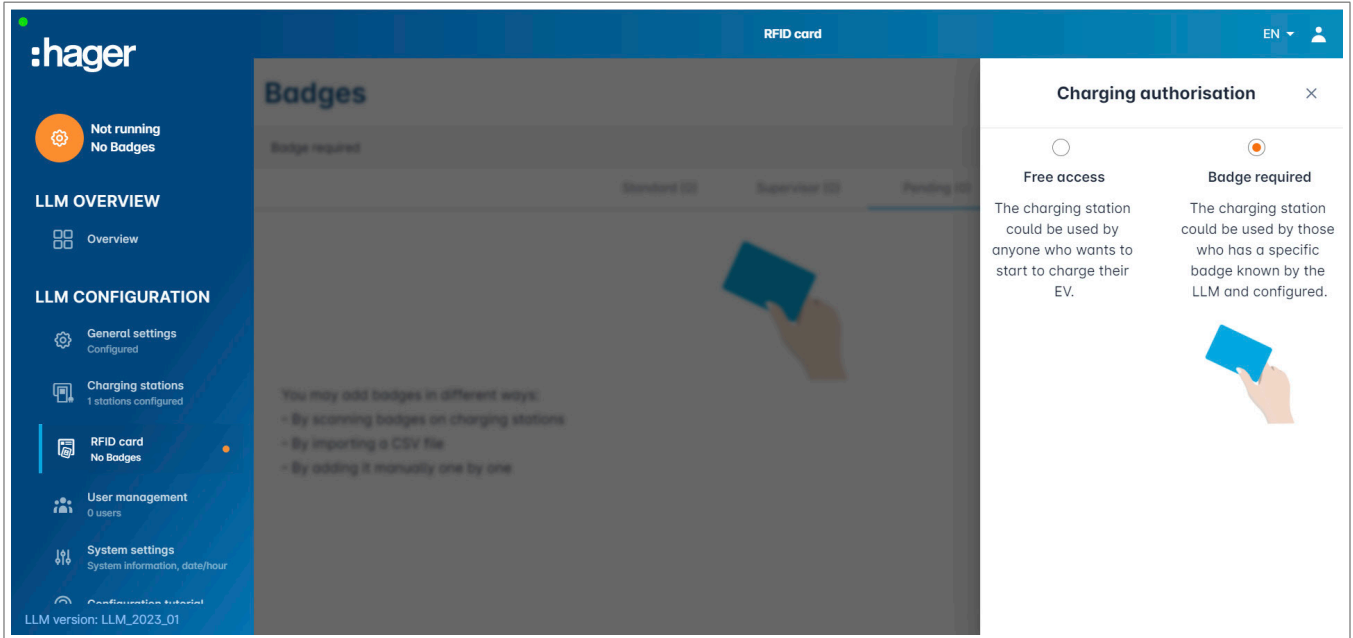 :hager
RFID card
EN
Not running
No Badges
LLM OVERVIEW
Overview
LLM CONFIGURATION
General settings
Configured
Charging stations
1 stations configured
RFID card
No Badges
User management
0 users
System settings
System information, date/hour
Configuration tutorial
LLM version: LLM_2023_01
Badges
Badge required
Standard (0)
Supervisor (0)
Pending (0)
You may add badges in different ways:
- By scanning badges on charging stations
- By importing a CSV file
- By adding it manually one by one
Charging authorisation
Free access
The charging station
could be used by
anyone who wants to
start to charge their
EV.
Badge required
The charging station
could be used by those
who has a specific
badge known by the
LLM and configured.